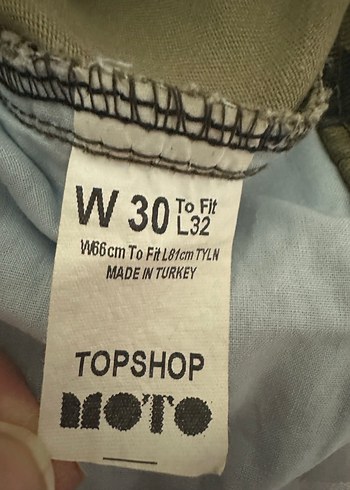 W 30 To Fit L32
W66cm To Fit L81cm TYLN
MADE IN TURKEY
TOPSHOP
MOTO